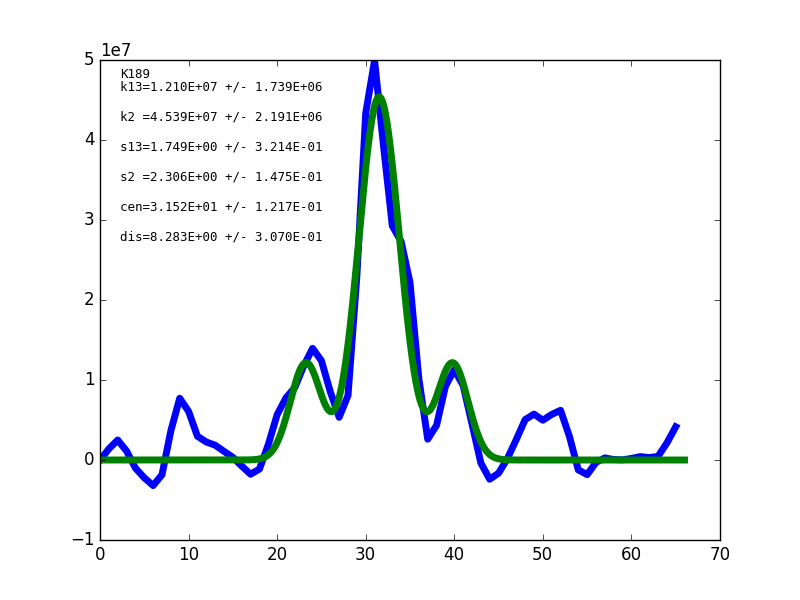 1e7
K189
k13=1.210E+07 +/- 1.739E+06
k2 =4.539E+07 +/- 2.191E+06
s13=1.749E+00 +/- 3.214E-01
s2 =2.306E+00 +/- 1.475E-01
cen=3.152E+01 +/- 1.217E-01
dis=8.283E+00 +/- 3.070E-01
5
4
3
2
1
0
−1
0 10 20 30 40 50 60 70